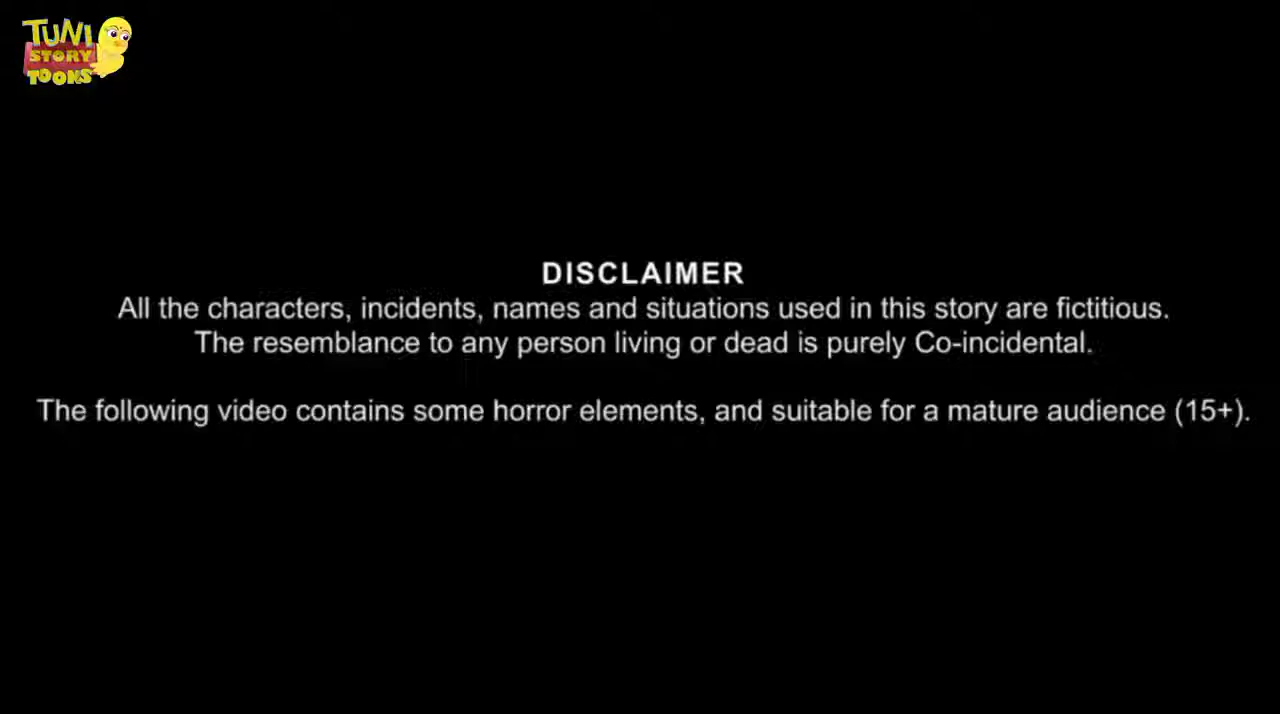 TUNI
STORY
TOONS
DISCLAIMER
All the characters, incidents, names and situations used in this story are fictitious.
The resemblance to any person living or dead is purely Co-incidental.
The following video contains some horror elements, and suitable for a mature audience (15+).